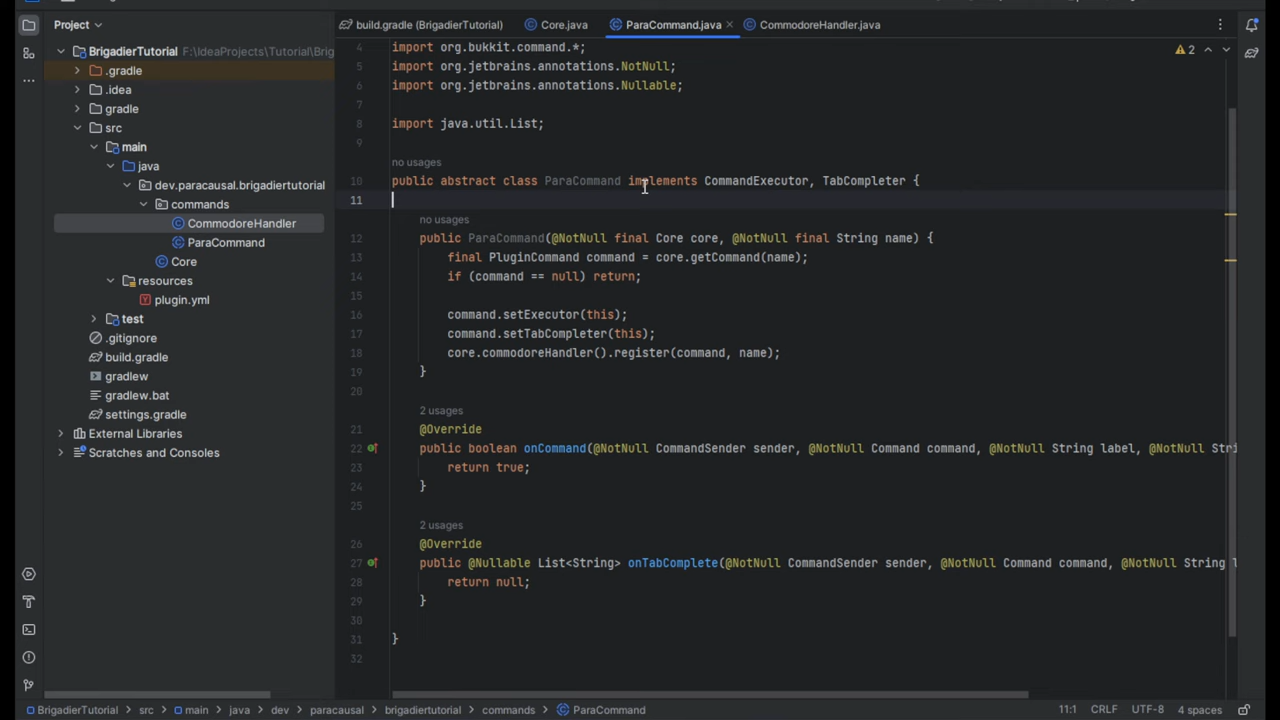 Project
build.gradle (BrigadierTutorial)
Core.java
ParaCommand.java
CommodoreHandler.java
BrigadierTutorial F:\IdeaProjects\Tutorial\Brig
.gradle
.idea
gradle
src
main
java
dev.paracausal.brigadiertutorial
commands
CommodoreHandler
ParaCommand
Core
resources
plugin.yml
test
.gitignore
build.gradle
gradlew
gradlew.bat
settings.gradle
External Libraries
Scratches and Consoles
2
4 import org.bukkit.command.*;
5 import org.jetbrains.annotations.NotNull;
6 import org.jetbrains.annotations.Nullable;
7
8 import java.util.List;
9
no usages
10 public abstract class ParaCommand implements CommandExecutor, TabCompleter {
11
no usages
12 public ParaCommand(@NotNull final Core core, @NotNull final String name) {
13 final PluginCommand command = core.getCommand(name);
14 if (command == null) return;
15
16 command.setExecutor(this);
17 command.setTabCompleter(this);
18 core.commodoreHandler().register(command, name);
19 }
20
2 usages
21 @Override
22 public boolean onCommand(@NotNull CommandSender sender, @NotNull Command command, @NotNull String label, @NotNull Stri
23 return true;
24 }
25
2 usages
26 @Override
27 public @Nullable List<String> onTabComplete(@NotNull CommandSender sender, @NotNull Command command, @NotNull String l
28 return null;
29 }
30
31 }
32
BrigadierTutorial src main java dev paracausal brigadiertutorial commands ParaCommand
11:1 CRLF UTF-8 4 spaces